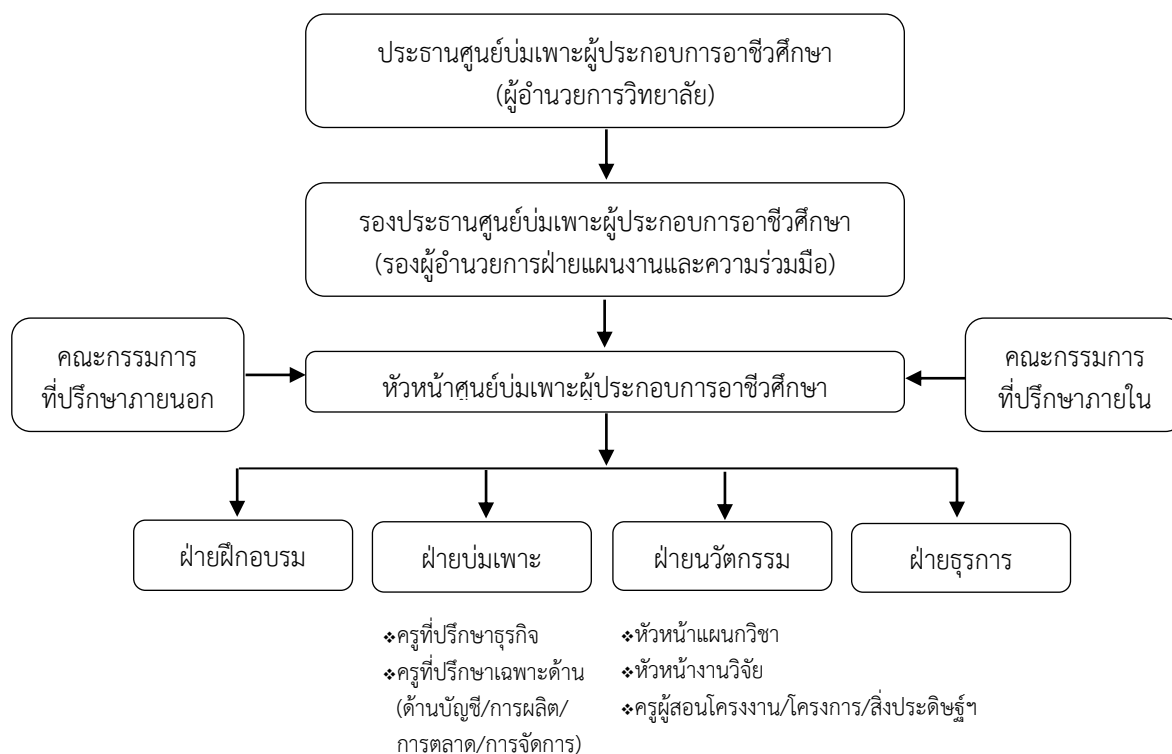 ประธานศูนย์บ่มเพาะผู้ประกอบการอาชีวศึกษา
(ผู้อำนวยการวิทยาลัย)
รองประธานศูนย์บ่มเพาะผู้ประกอบการอาชีวศึกษา
(รองผู้อำนวยการฝ่ายแผนงานและความร่วมมือ)
คณะกรรมการ
ที่ปรึกษาภายนอก
หัวหน้าศูนย์บ่มเพาะผู้ประกอบการอาชีวศึกษา
คณะกรรมการ
ที่ปรึกษาภายใน
ฝ่ายฝึกอบรม
ฝ่ายบ่มเพาะ
ฝ่ายนวัตกรรม
ฝ่ายธุรการ
❖ครูที่ปรึกษาธุรกิจ
❖ครูที่ปรึกษาเฉพาะด้าน
(ด้านบัญชี/การผลิต/
การตลาด/การจัดการ)
❖หัวหน้าแผนกวิชา
❖หัวหน้างานวิจัย
❖ครูผู้สอนโครงงาน/โครงการ/สิ่งประดิษฐ์ฯ